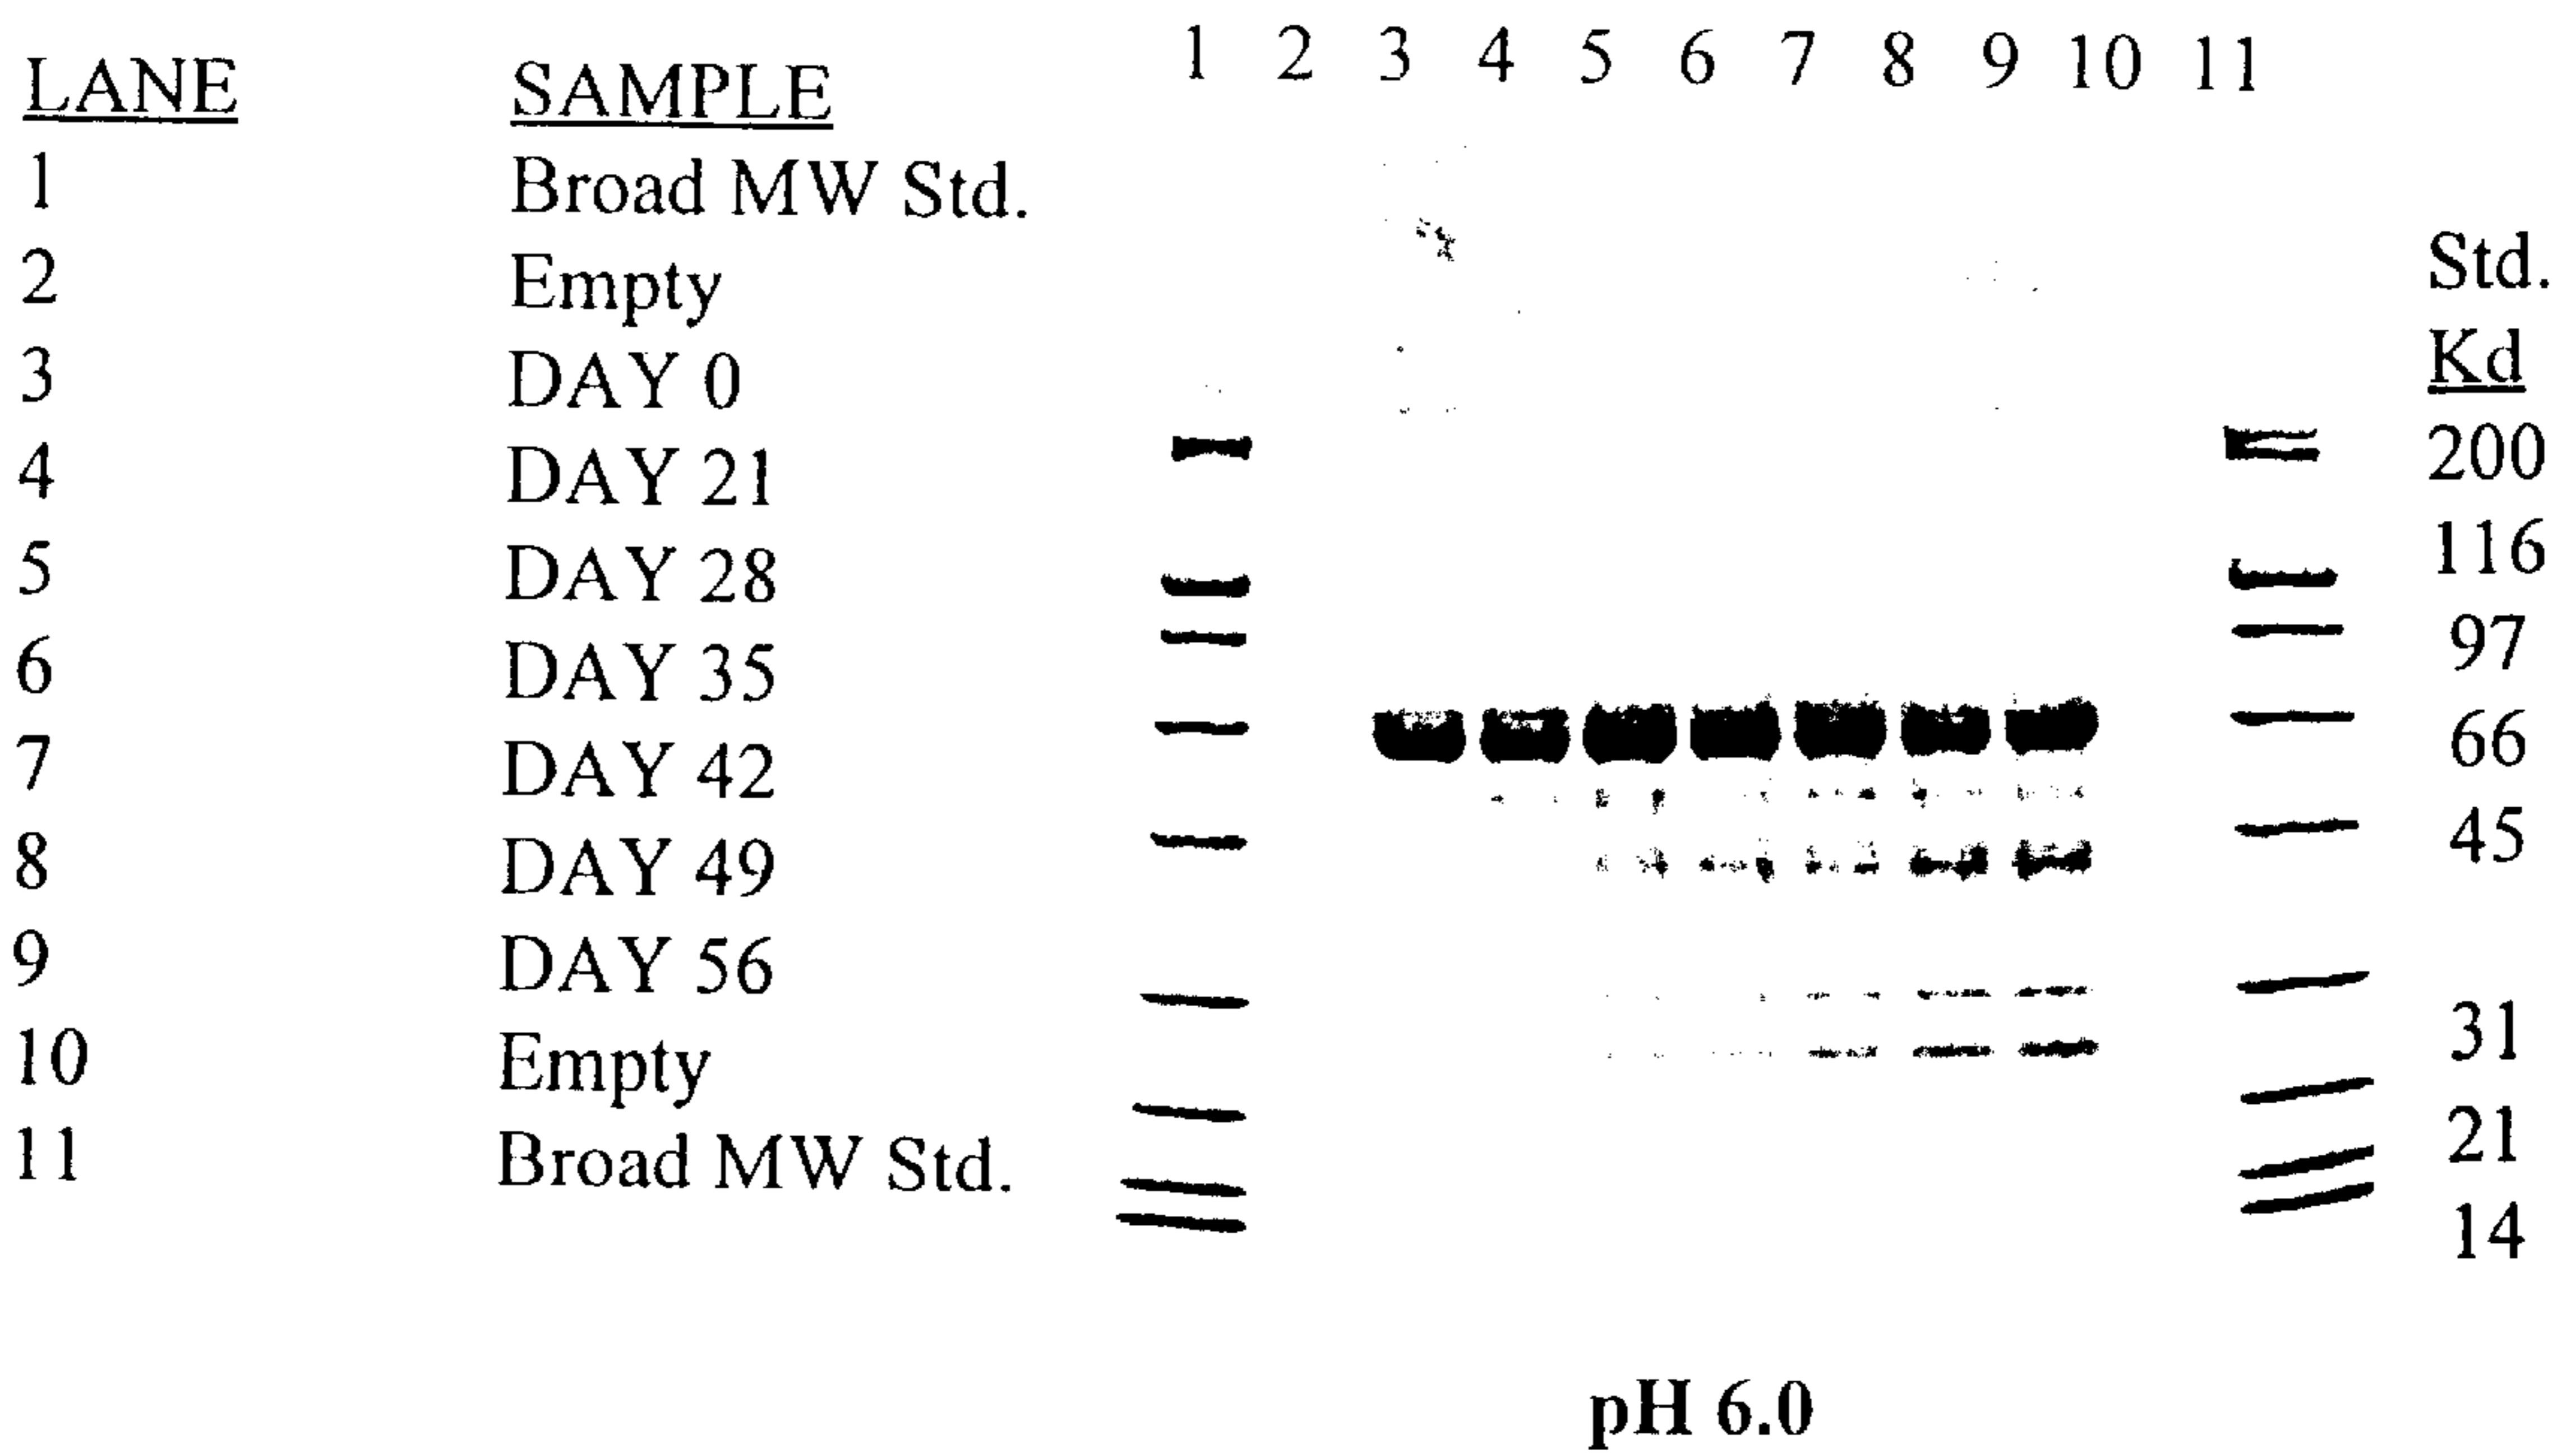 LANE SAMPLE
1 Broad MW Std.
2 Empty
3 DAY 0
4 DAY 21
5 DAY 28
6 DAY 35
7 DAY 42
8 DAY 49
9 DAY 56
10 Empty
11 Broad MW Std.
1 2 3 4 5 6 7 8 9 10 11
Std.
Kd
200
116
97
66
45
31
21
14
pH 6.0